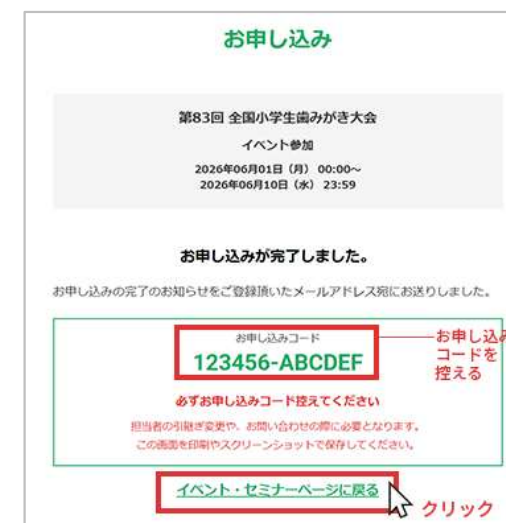 お申し込み
第83回 全国小学生歯みがき大会
イベント参加
2026年06月01日（月） 00:00〜
2026年06月10日（水） 23:59
お申し込みが完了しました。
お申し込みの完了のお知らせをご登録頂いたメールアドレス宛にお送りしました。
お申し込みコード
123456-ABCDEF
お申し込み
コードを
控える
必ずお申し込みコード控えてください
担当者の引継ぎ変更や、お問い合わせの際に必要となります。
この画面を印刷やスクリーンショットで保存してください。
イベント・セミナーページに戻る
クリック